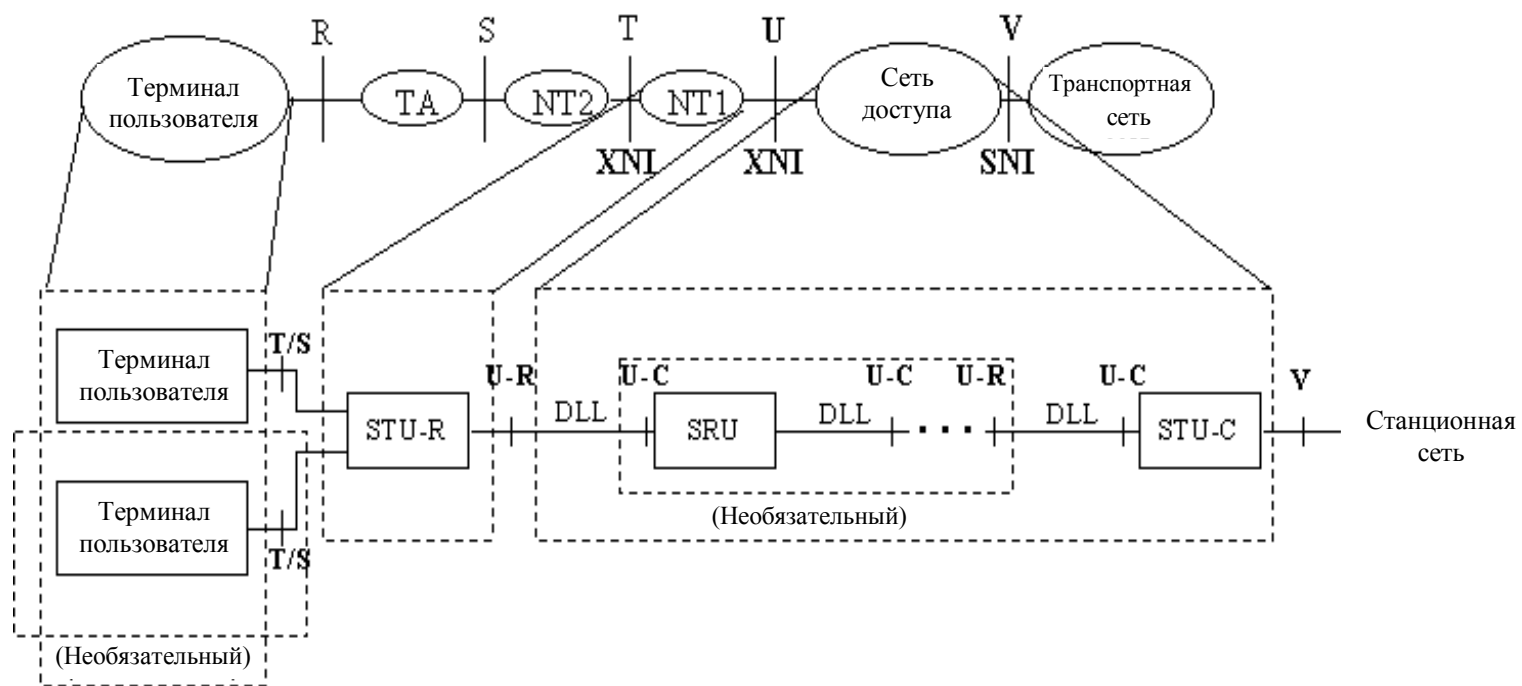 R
S
T
U
V
Терминал
пользователя
TA
NT2
NT1
Сеть
доступа
Транспортная
сеть
XNI
XNI
SNI
Терминал
пользователя
T/S
STU-R
U-R
DLL
U-C
SRU
DLL
U-C
U-R
DLL
U-C
STU-C
V
Станционная
сеть
Терминал
пользователя
T/S
(Необязательный)
(Необязательный)